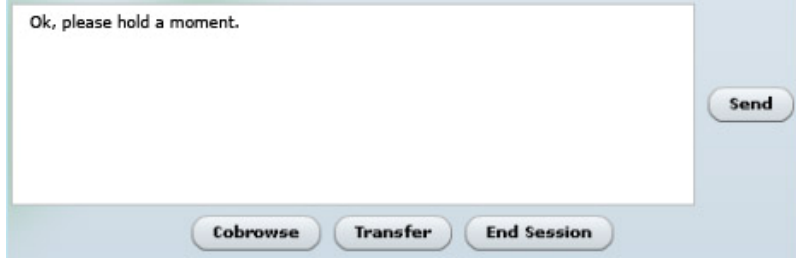 Ok, please hold a moment.
Send
Cobrowse Transfer End Session